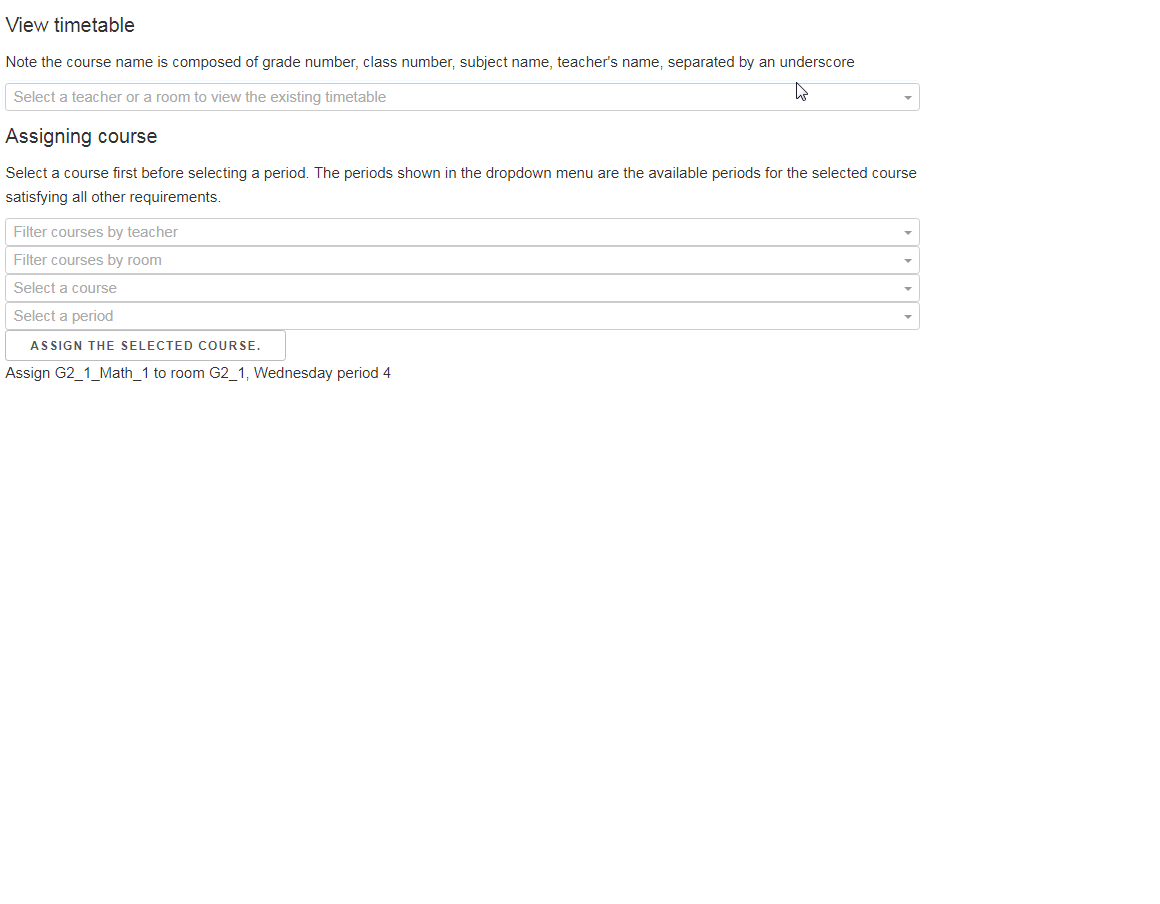 View timetable
Note the course name is composed of grade number, class number, subject name, teacher's name, separated by an underscore
Select a teacher or a room to view the existing timetable
Assigning course
Select a course first before selecting a period. The periods shown in the dropdown menu are the available periods for the selected course
satisfying all other requirements.
Filter courses by teacher
Filter courses by room
Select a course
Select a period
ASSIGN THE SELECTED COURSE.
Assign G2_1_Math_1 to room G2_1, Wednesday period 4